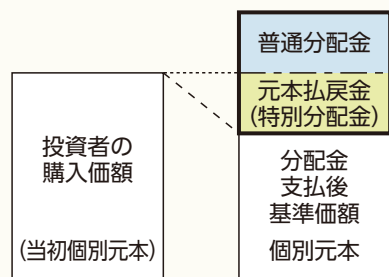 普通分配金
元本払戻金
(特別分配金)
投資者の
購入価額
(当初個別元本)
分配金
支払後
基準価額
個別元本